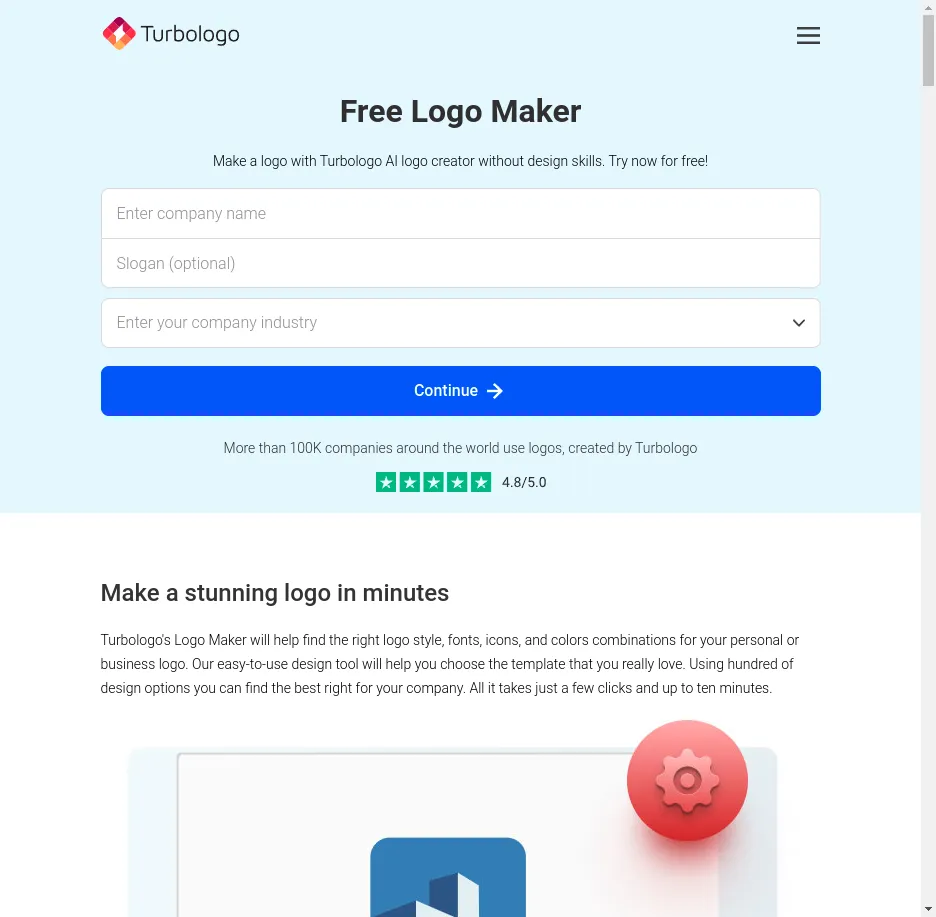 Turbologo
Free Logo Maker
Make a logo with Turbologo AI logo creator without design skills. Try now for free!
Enter company name
Slogan (optional)
Enter your company industry
Continue
More than 100K companies around the world use logos, created by Turbologo
4.8/5.0
Make a stunning logo in minutes
Turbologo's Logo Maker will help find the right logo style, fonts, icons, and colors combinations for your personal or
business logo. Our easy-to-use design tool will help you choose the template that you really love. Using hundred of
design options you can find the best right for your company. All it takes just a few clicks and up to ten minutes.